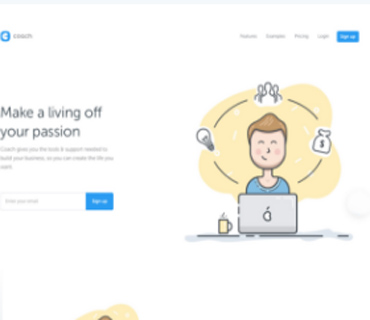 coach
Features Examples Pricing Login Sign up
Make a living off
your passion
Coach gives you the tools & support needed to
build your business, so you can create the life you
want.
Enter your email Sign up
$